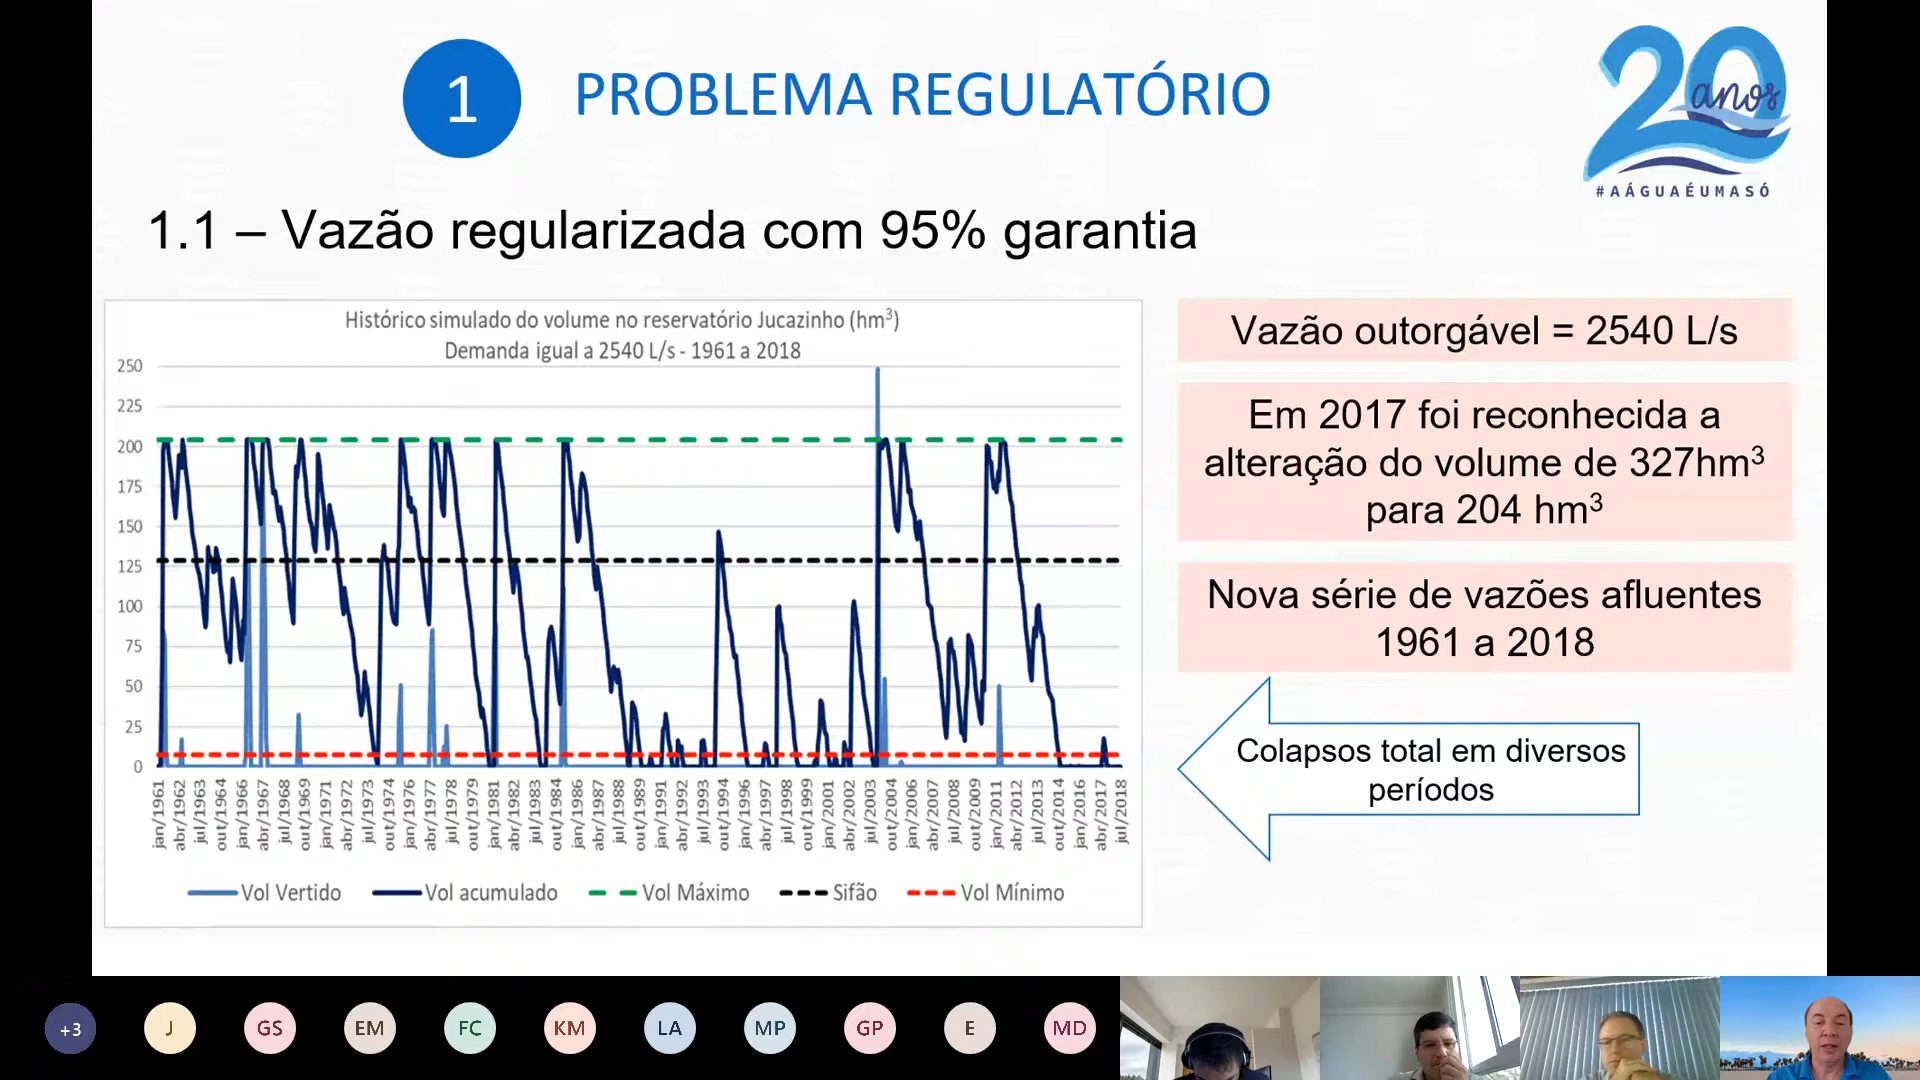 1
PROBLEMA REGULATÓRIO
20 anos
#AÁGUAÉUMASÓ
1.1 – Vazão regularizada com 95% garantia
Histórico simulado do volume no reservatório Jucazinho (hm³)
Demanda igual a 2540 L/s - 1961 a 2018
250
225
200
175
150
125
100
75
50
25
0
jan/1961 abr/1962 jul/1963 out/1964 jan/1966 abr/1967 jul/1968 out/1969 jan/1971 abr/1972 jul/1973 out/1974 jan/1976 abr/1977 jul/1978 out/1979 jan/1981 abr/1982 jul/1983 out/1984 jan/1986 abr/1987 jul/1988 out/1989 jan/1991 abr/1992 jul/1993 out/1994 jan/1996 abr/1997 jul/1998 out/1999 jan/2001 abr/2002 jul/2003 out/2004 jan/2006 abr/2007 jul/2008 out/2009 jan/2011 abr/2012 jul/2013 out/2014 jan/2016 abr/2017 jul/2018
Vol Vertido Vol acumulado Vol Máximo Sifão Vol Mínimo
Vazão outorgável = 2540 L/s
Em 2017 foi reconhecida a
alteração do volume de 327hm³
para 204 hm³
Nova série de vazões afluentes
1961 a 2018
Colapsos total em diversos
períodos
+3 J GS EM FC KM LA MP GP E MD